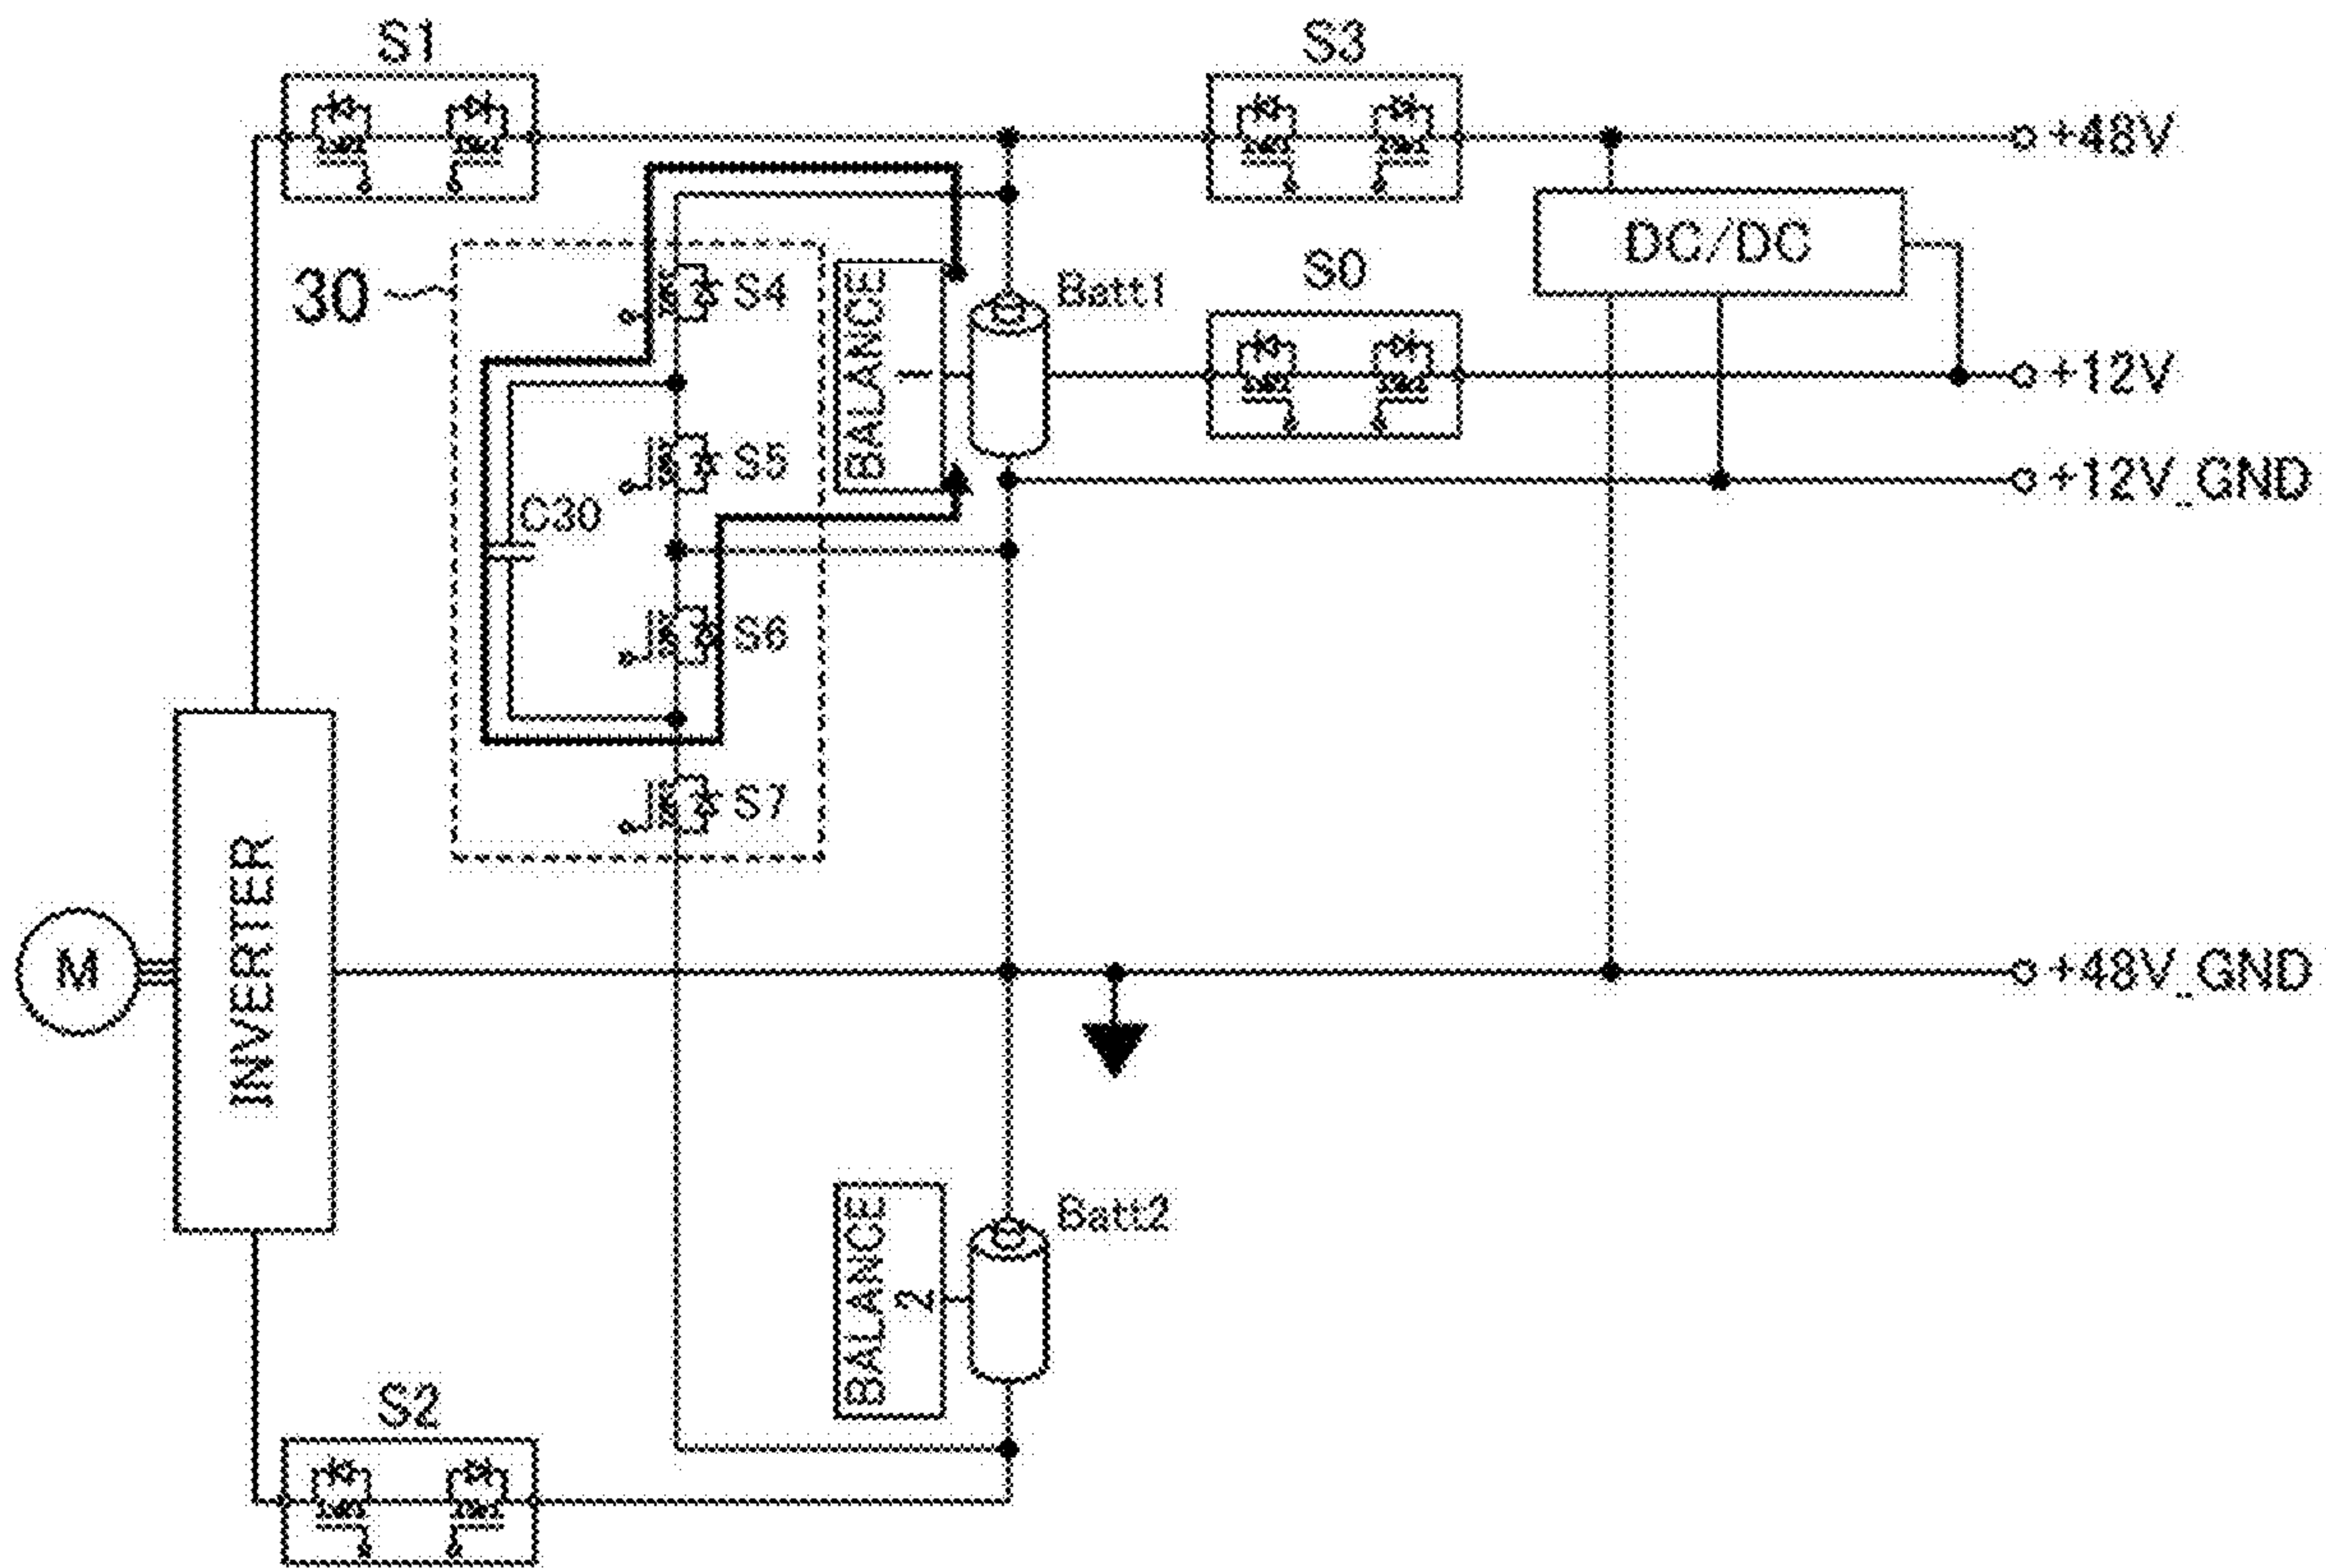 S1
S3
+48V
DC/DC
30
S4
BALANCE
1
Batt1
S0
+12V
S5
+12V_GND
C30
S6
S7
INVERTER
M
+48V_GND
Batt2
BALANCE
2
S2